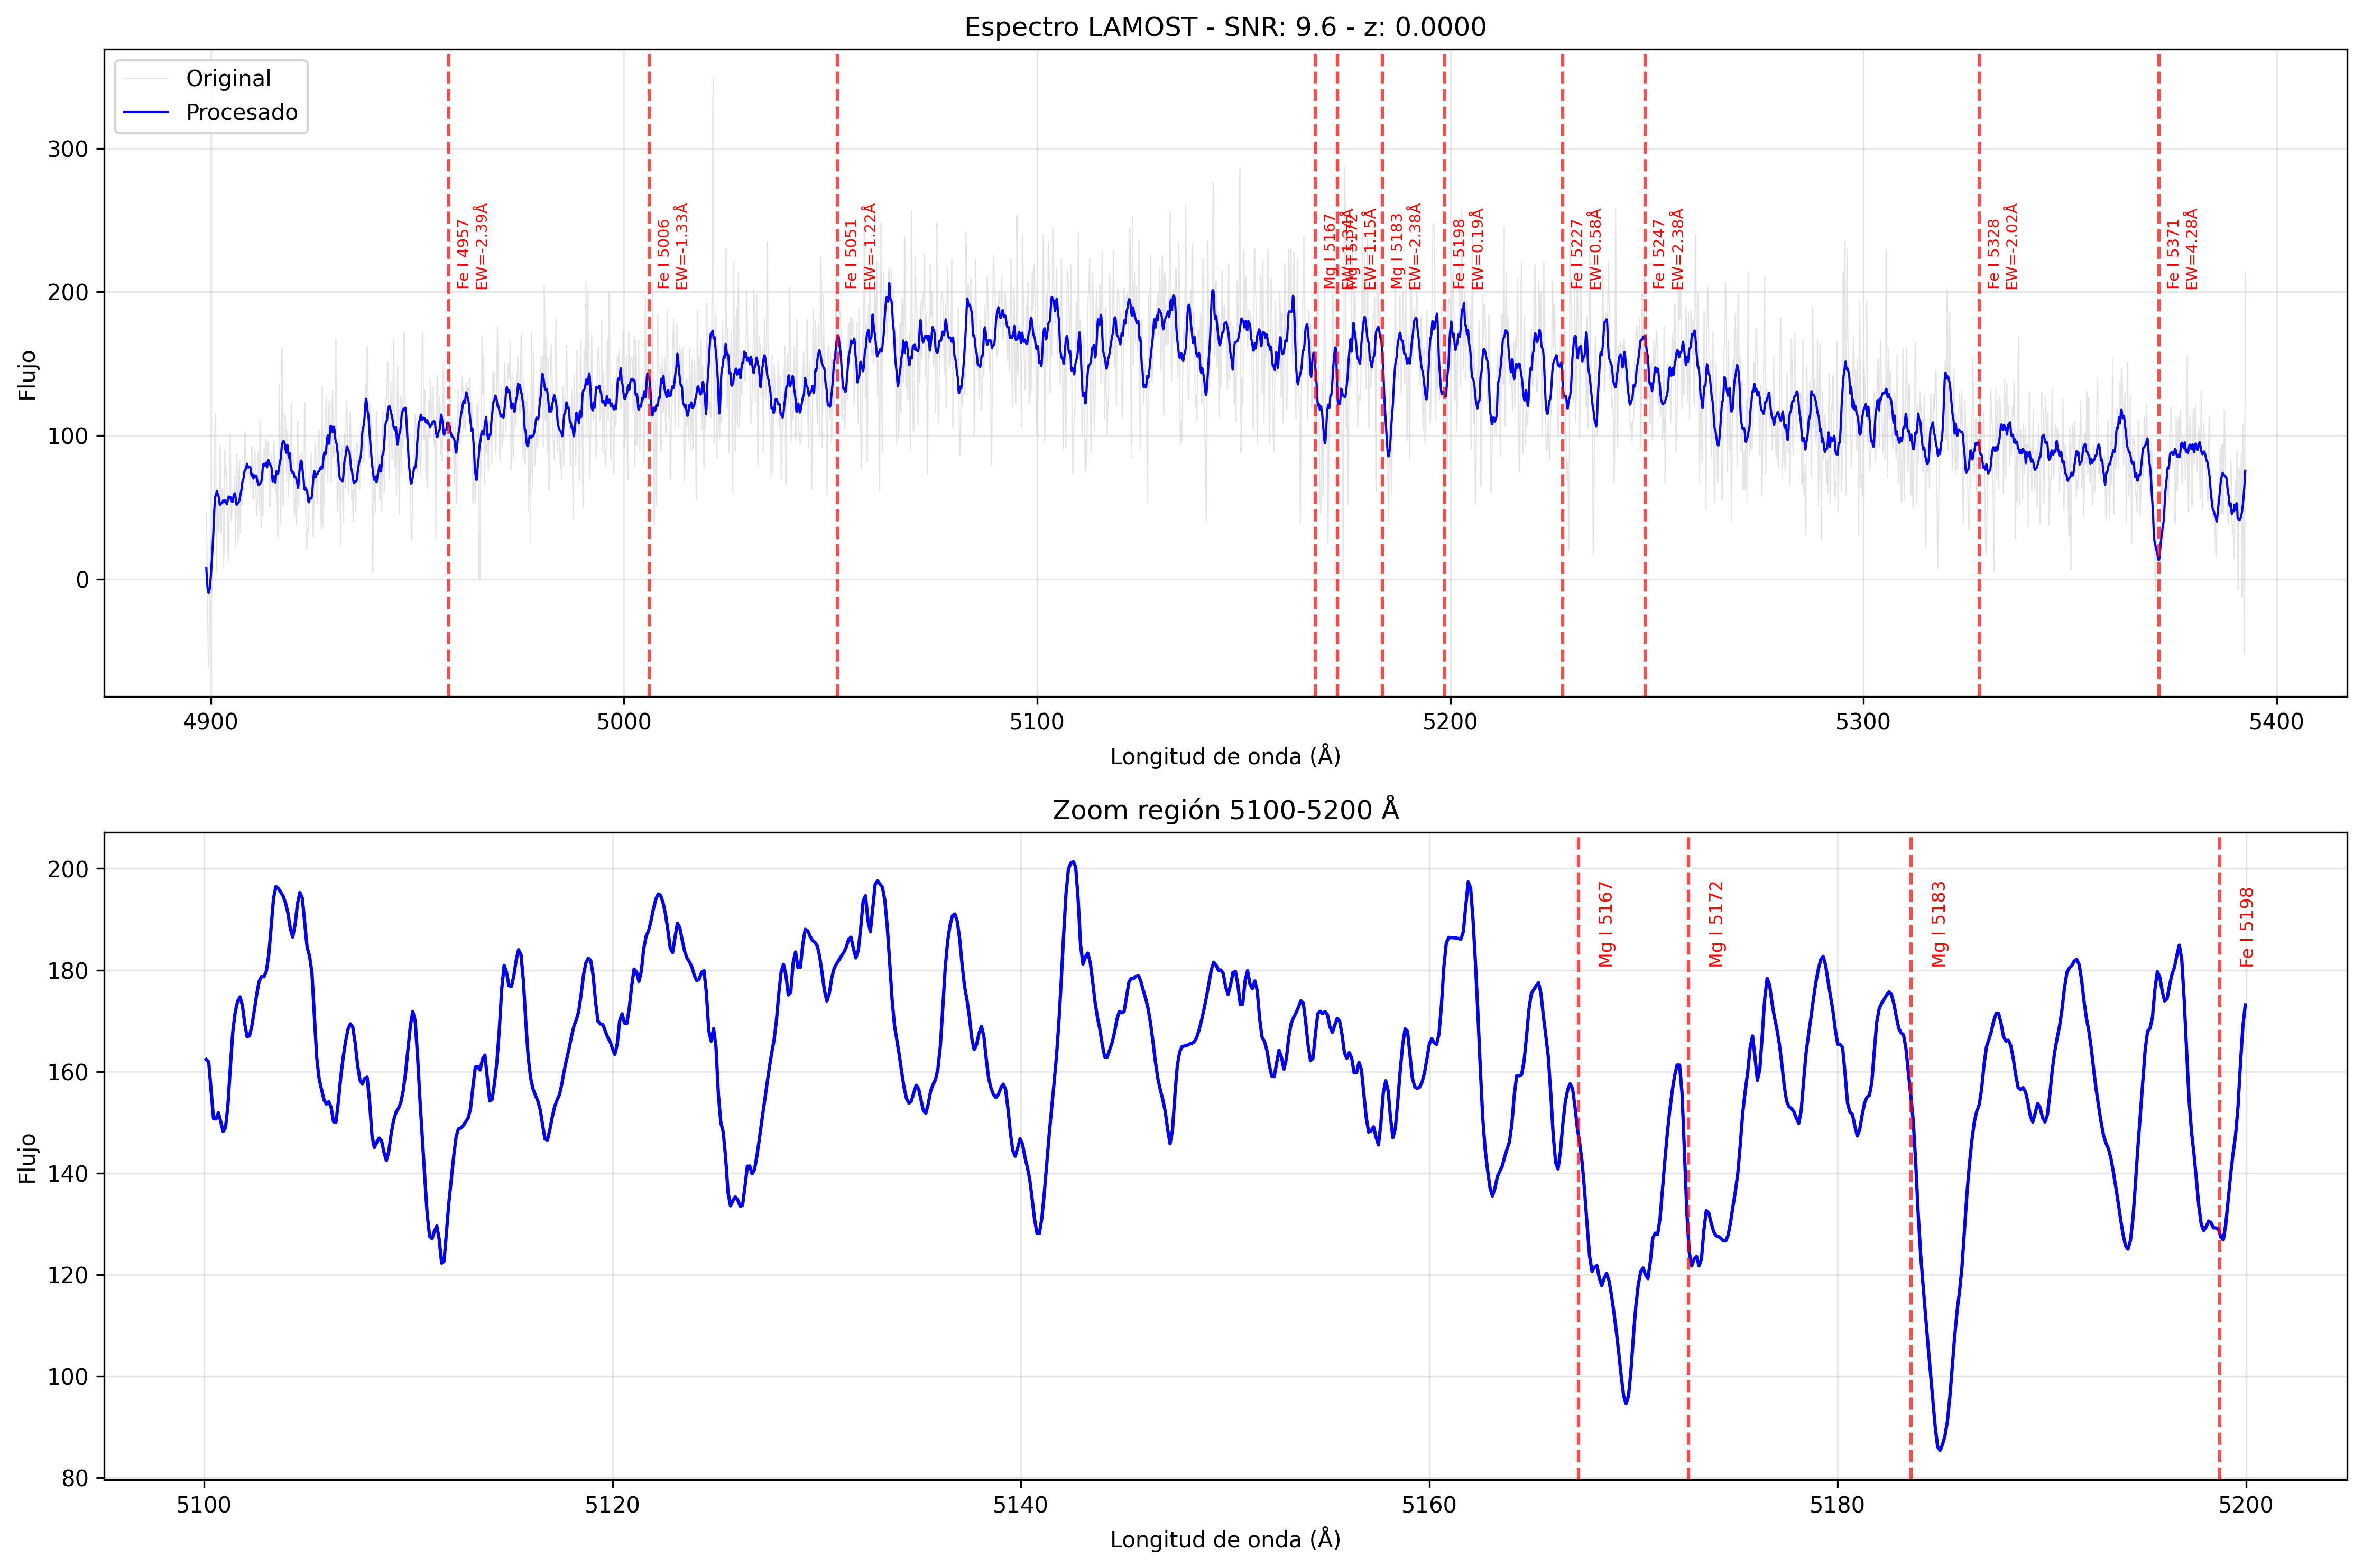 Espectro LAMOST - SNR: 9.6 - z: 0.0000
Original
Procesado
Flujo
300
200
100
0
Fe I 4957
EW=-2.39Å
Fe I 5006
EW=-1.33Å
Fe I 5051
EW=-1.22Å
Mg I 5167
Mg I 5172
EW=1.15Å
Mg I 5183
EW=-2.38Å
Fe I 5198
EW=0.19Å
Fe I 5227
EW=0.58Å
Fe I 5247
EW=2.38Å
Fe I 5328
EW=-2.02Å
Fe I 5371
EW=4.28Å
4900 5000 5100 5200 5300 5400
Longitud de onda (Å)
Zoom región 5100-5200 Å
Flujo
200
180
160
140
120
100
80
Mg I 5167
Mg I 5172
Mg I 5183
Fe I 5198
5100 5120 5140 5160 5180 5200
Longitud de onda (Å)